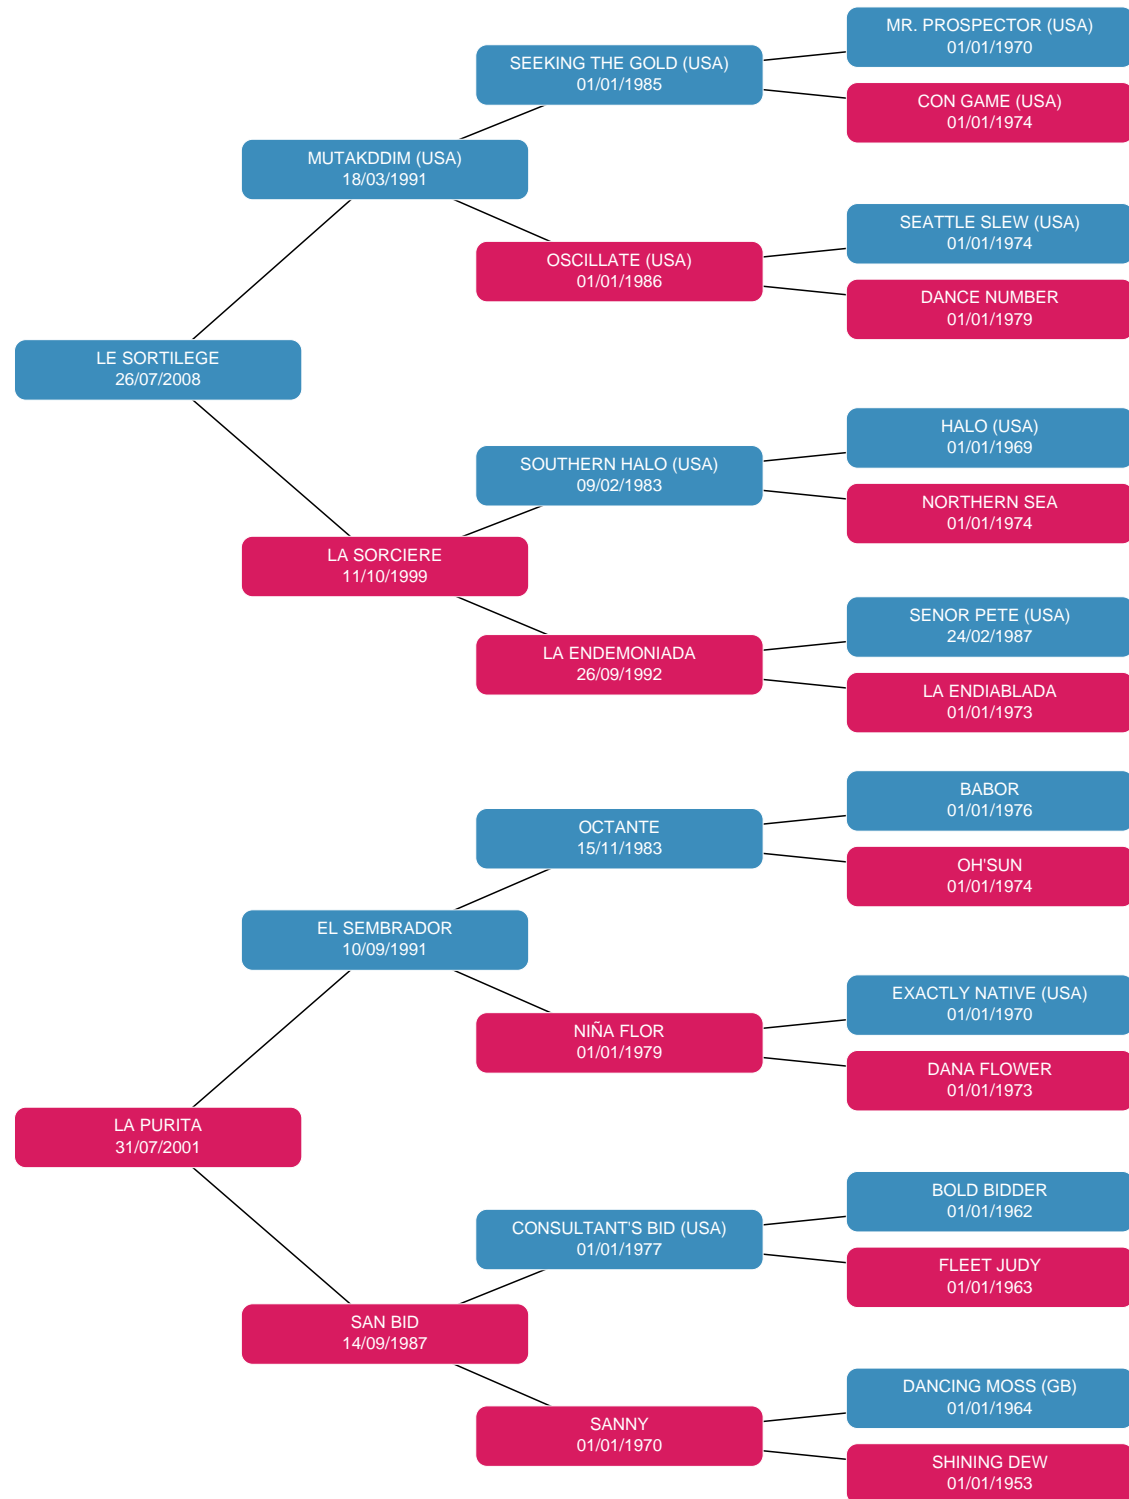 MR. PROSPECTOR (USA)
01/01/1970
SEEKING THE GOLD (USA)
01/01/1985
CON GAME (USA)
01/01/1974
MUTAKDDIM (USA)
18/03/1991
SEATTLE SLEW (USA)
01/01/1974
OSCILLATE (USA)
01/01/1986
DANCE NUMBER
01/01/1979
LE SORTILEGE
26/07/2008
HALO (USA)
01/01/1969
SOUTHERN HALO (USA)
09/02/1983
NORTHERN SEA
01/01/1974
LA SORCIERE
11/10/1999
SENOR PETE (USA)
24/02/1987
LA ENDEMONIADA
26/09/1992
LA ENDIABLADA
01/01/1973
BABOR
01/01/1976
OCTANTE
15/11/1983
OH'SUN
01/01/1974
EL SEMBRADOR
10/09/1991
EXACTLY NATIVE (USA)
01/01/1970
NIÑA FLOR
01/01/1979
DANA FLOWER
01/01/1973
LA PURITA
31/07/2001
BOLD BIDDER
01/01/1962
CONSULTANT'S BID (USA)
01/01/1977
FLEET JUDY
01/01/1963
SAN BID
14/09/1987
DANCING MOSS (GB)
01/01/1964
SANNY
01/01/1970
SHINING DEW
01/01/1953